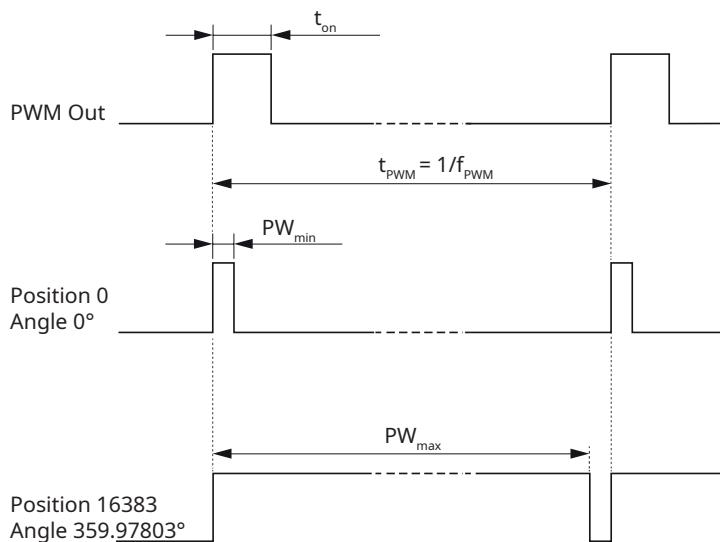 t_on
PWM Out
t_PWM = 1/f_PWM
PW_min
Position 0
Angle 0°
PW_max
Position 16383
Angle 359.97803°